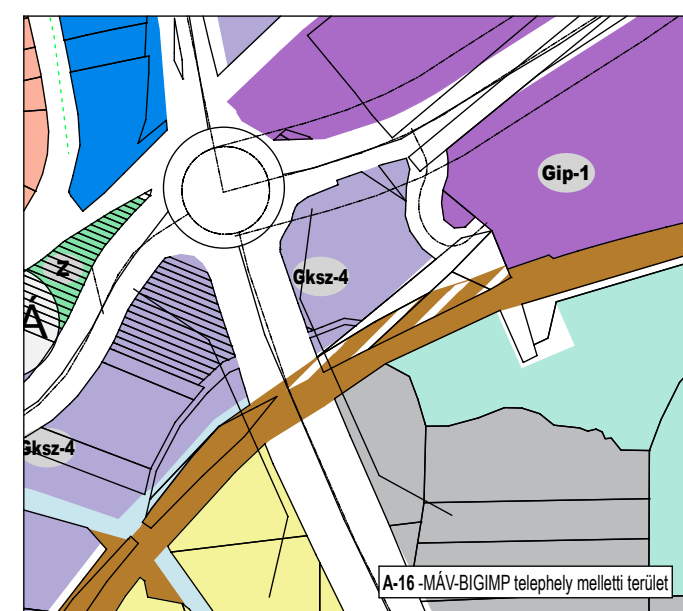 Gip-1
Gksz-4
Z
Á
Gksz-4
A-16 -MÁV-BIGIMP telephely melletti terület